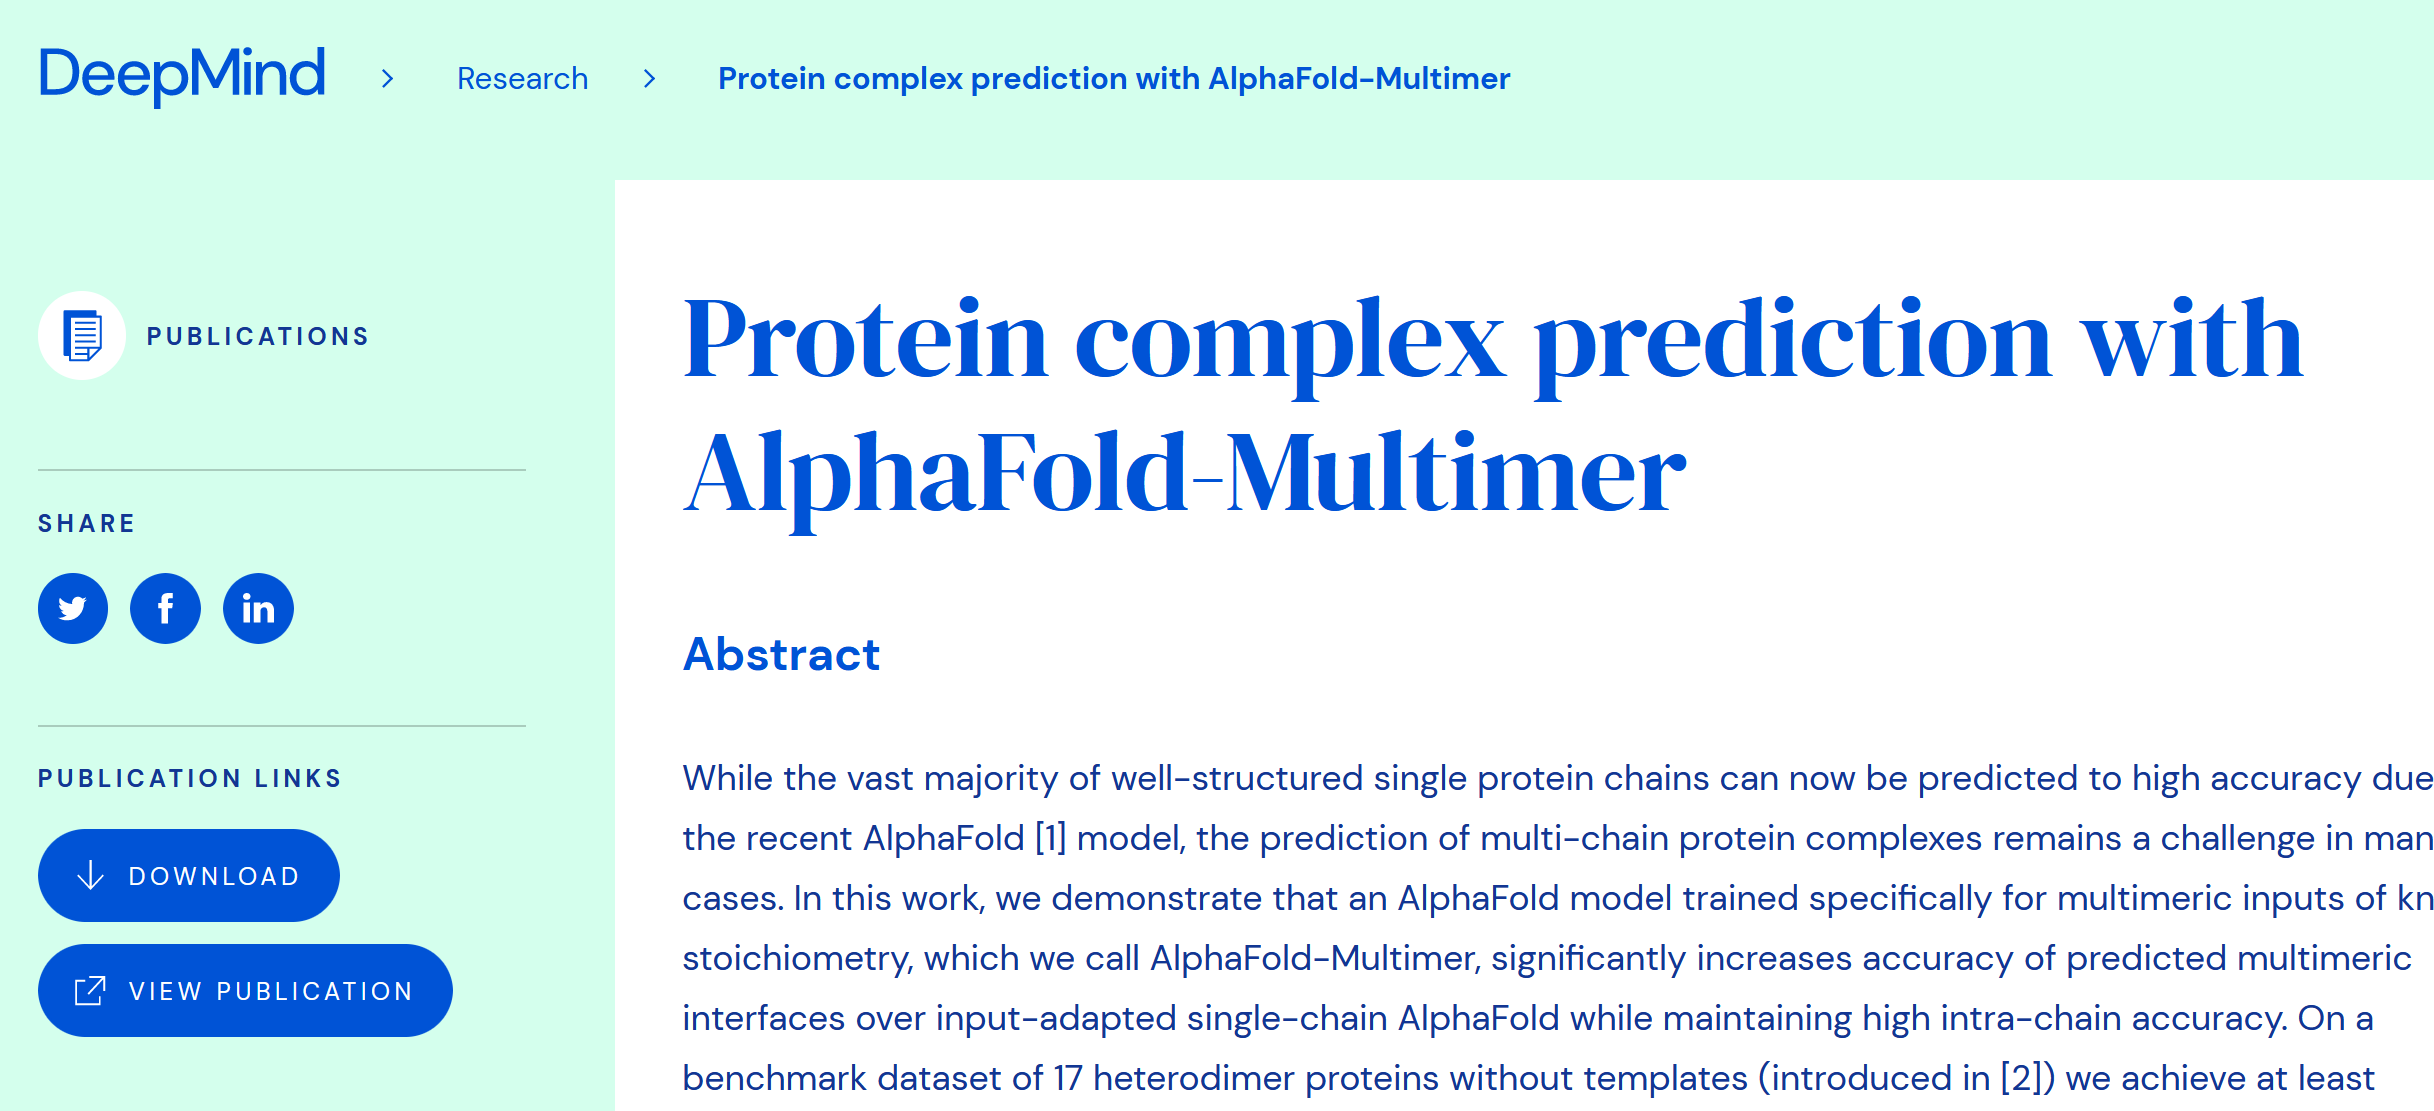 DeepMind > Research > Protein complex prediction with AlphaFold-Multimer
PUBLICATIONS
SHARE
PUBLICATION LINKS
DOWNLOAD
VIEW PUBLICATION
Protein complex prediction with
AlphaFold-Multimer
Abstract
While the vast majority of well-structured single protein chains can now be predicted to high accuracy due
the recent AlphaFold [1] model, the prediction of multi-chain protein complexes remains a challenge in man
cases. In this work, we demonstrate that an AlphaFold model trained specifically for multimeric inputs of kn
stoichiometry, which we call AlphaFold-Multimer, significantly increases accuracy of predicted multimeric
interfaces over input-adapted single-chain AlphaFold while maintaining high intra-chain accuracy. On a
benchmark dataset of 17 heterodimer proteins without templates (introduced in [2]) we achieve at least